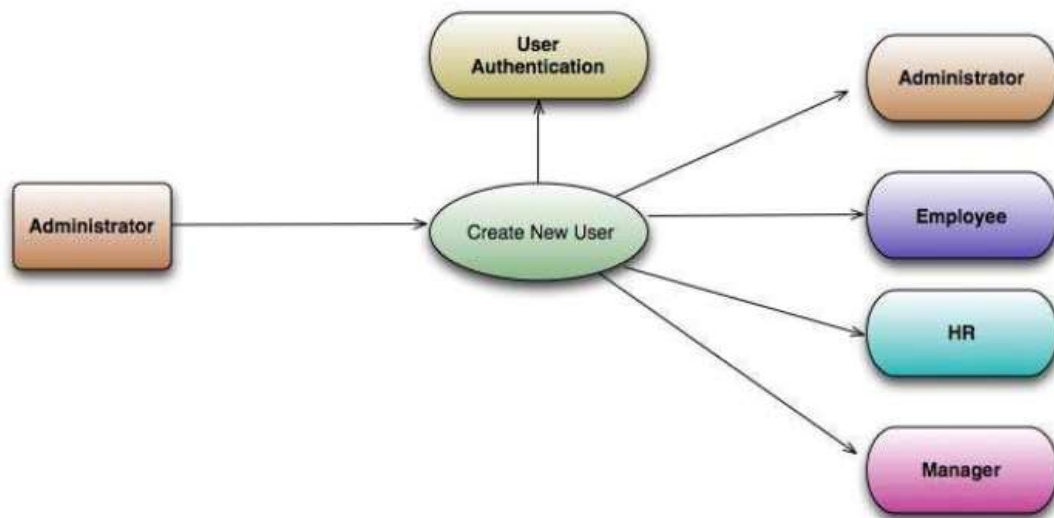 User
Authentication
Administrator
Administrator
Create New User
Employee
HR
Manager